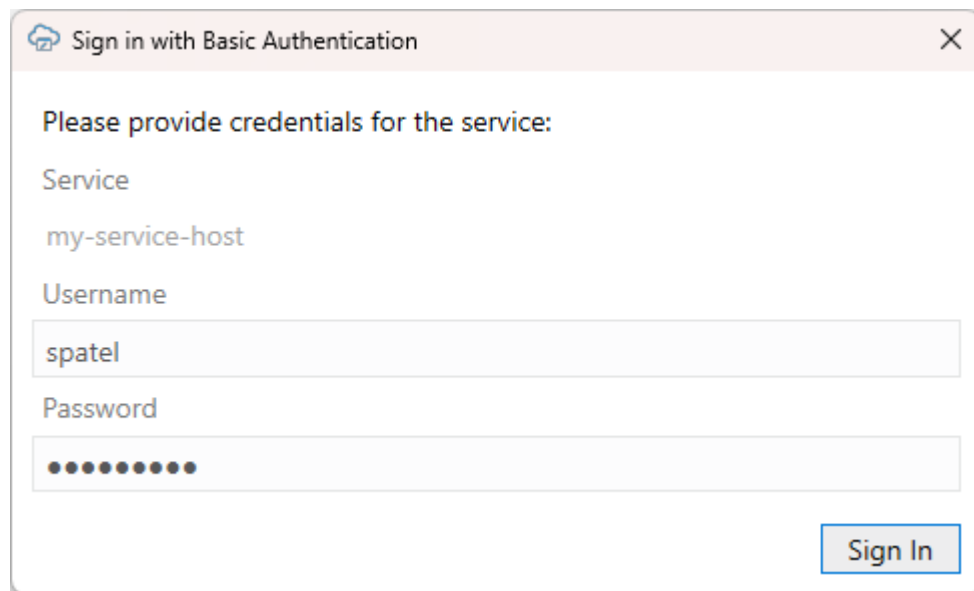 Sign in with Basic Authentication
Please provide credentials for the service:
Service
my-service-host
Username
spatel
Password
●●●●●●●●●
Sign In